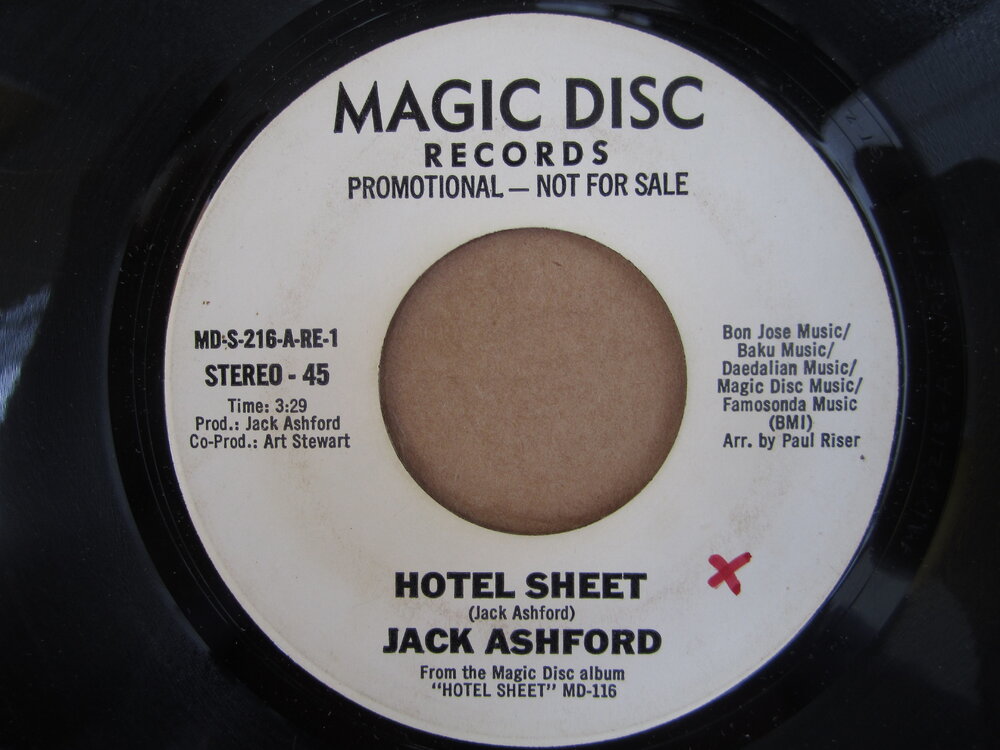 MAGIC DISC
RECORDS
PROMOTIONAL — NOT FOR SALE
MD-S-216-A-RE-1
STEREO - 45
Time: 3:29
Prod.: Jack Ashford
Co-Prod.: Art Stewart
Bon Jose Music/
Baku Music/
Daedalian Music/
Magic Disc Music/
Famosonda Music
(BMI)
Arr. by Paul Riser
HOTEL SHEET
(Jack Ashford)
JACK ASHFORD
From the Magic Disc album
"HOTEL SHEET" MD-116